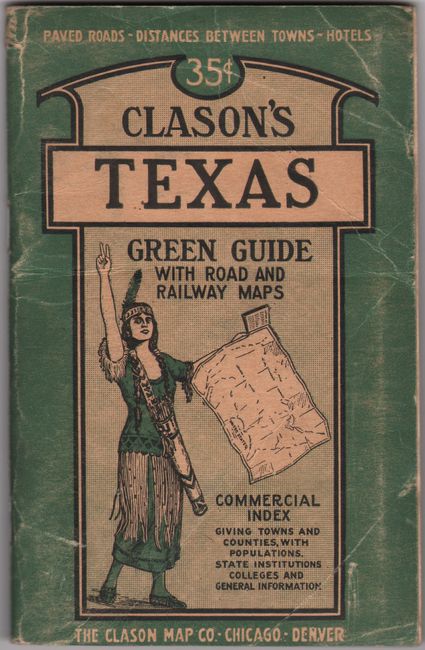 PAVED ROADS - DISTANCES BETWEEN TOWNS - HOTELS -
35¢
CLASON'S
TEXAS
GREEN GUIDE
WITH ROAD AND
RAILWAY MAPS
COMMERCIAL
INDEX
GIVING TOWNS AND
COUNTIES, WITH
POPULATIONS.
STATE INSTITUTIONS
COLLEGES AND
GENERAL INFORMATION
THE CLASON MAP CO. - CHICAGO - DENVER